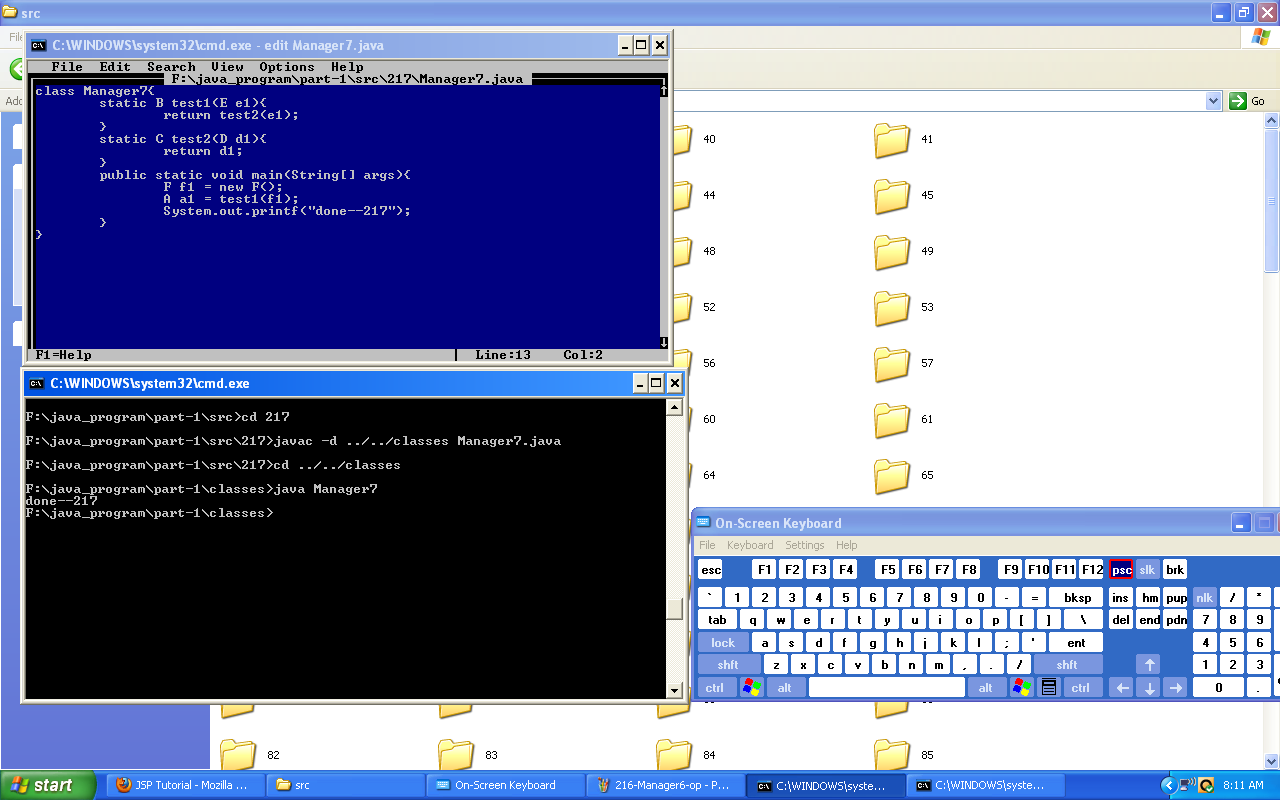 src
File
C:\WINDOWS\system32\cmd.exe - edit Manager7.java
File Edit Search View Options Help
F:\java_program\part-1\src\217\Manager7.java
class Manager7{
static B test1(E e1){
return test2(e1);
}
static C test2(D d1){
return d1;
}
public static void main(String[] args){
F f1 = new F();
A a1 = test1(f1);
System.out.printf("done--217");
}
}
F1=Help Line:13 Col:2
Go
40 41
44 45
48 49
52 53
56 57
60 61
64 65
C:\WINDOWS\system32\cmd.exe
F:\java_program\part-1\src>cd 217
F:\java_program\part-1\src\217>javac -d ../../classes Manager7.java
F:\java_program\part-1\src\217>cd ../../classes
F:\java_program\part-1\classes>java Manager7
done--217
F:\java_program\part-1\classes>
On-Screen Keyboard
File Keyboard Settings Help
esc F1 F2 F3 F4 F5 F6 F7 F8 F9 F10 F11 F12 psc slk brk
` 1 2 3 4 5 6 7 8 9 0 - = bksp ins hm pup nlk / *
tab q w e r t y u i o p [ ] \ del end pdn 7 8 9
lock a s d f g h j k l ; ' ent 4 5 6
shft z x c v b n m , . / shft 1 2 3
ctrl alt alt ctrl 0 .
82 83 84 85
start JSP Tutorial - Mozilla ... src On-Screen Keyboard 216-Manager6-op - P... C:\WINDOWS\syste... C:\WINDOWS\syste... 8:11 AM